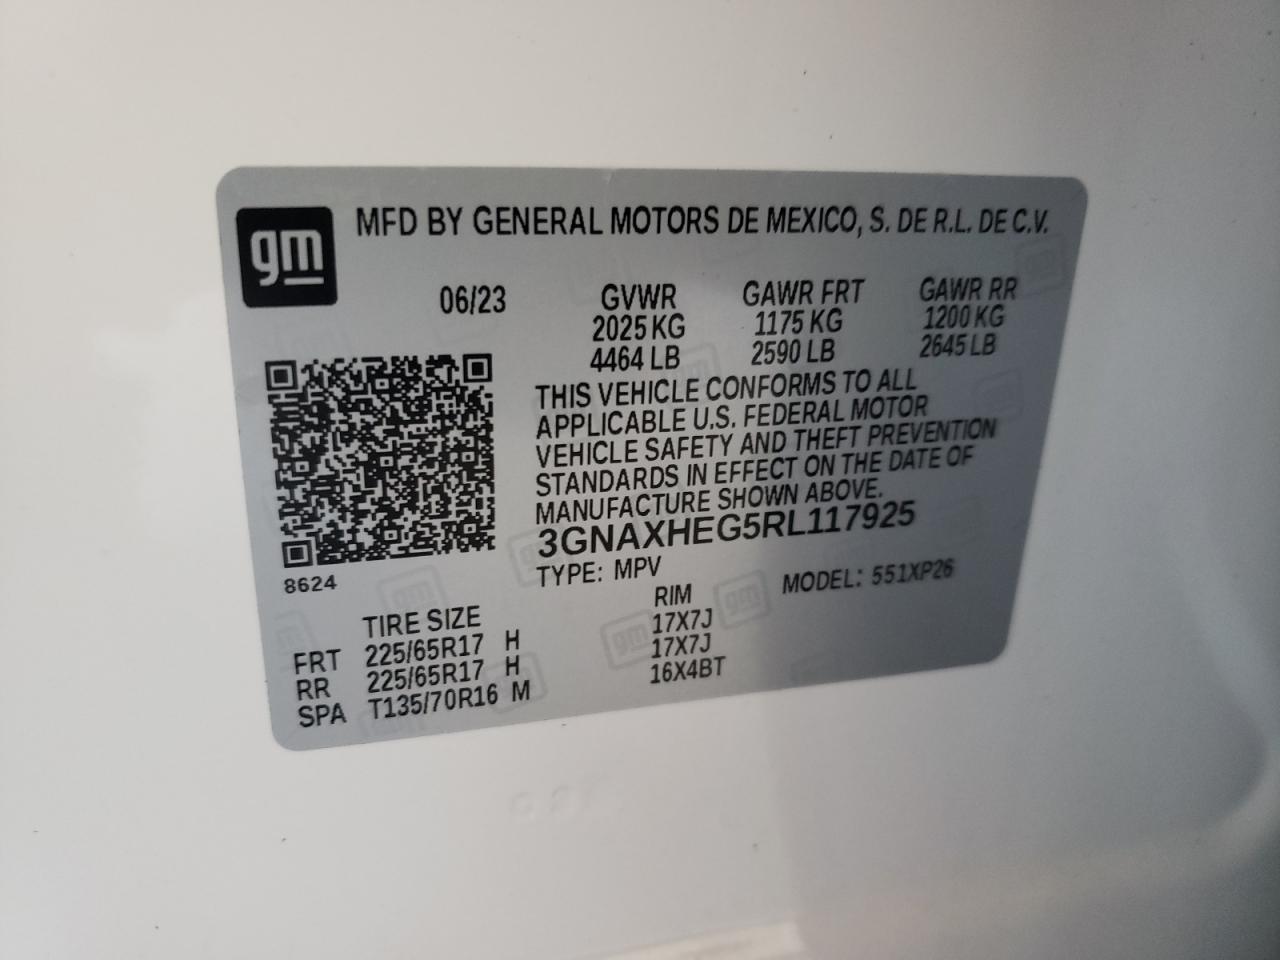 gm
MFD BY GENERAL MOTORS DE MEXICO, S. DE R.L. DE C.V.
06/23 GVWR GAWR FRT GAWR RR
2025 KG 1175 KG 1200 KG
4464 LB 2590 LB 2645 LB
THIS VEHICLE CONFORMS TO ALL
APPLICABLE U.S. FEDERAL MOTOR
VEHICLE SAFETY AND THEFT PREVENTION
STANDARDS IN EFFECT ON THE DATE OF
MANUFACTURE SHOWN ABOVE.
3GNAXHEG5RL117925
TYPE: MPV MODEL: 551XP26
8624
TIRE SIZE RIM
FRT 225/65R17 H 17X7J
RR 225/65R17 H 17X7J
SPA T135/70R16 M 16X4BT